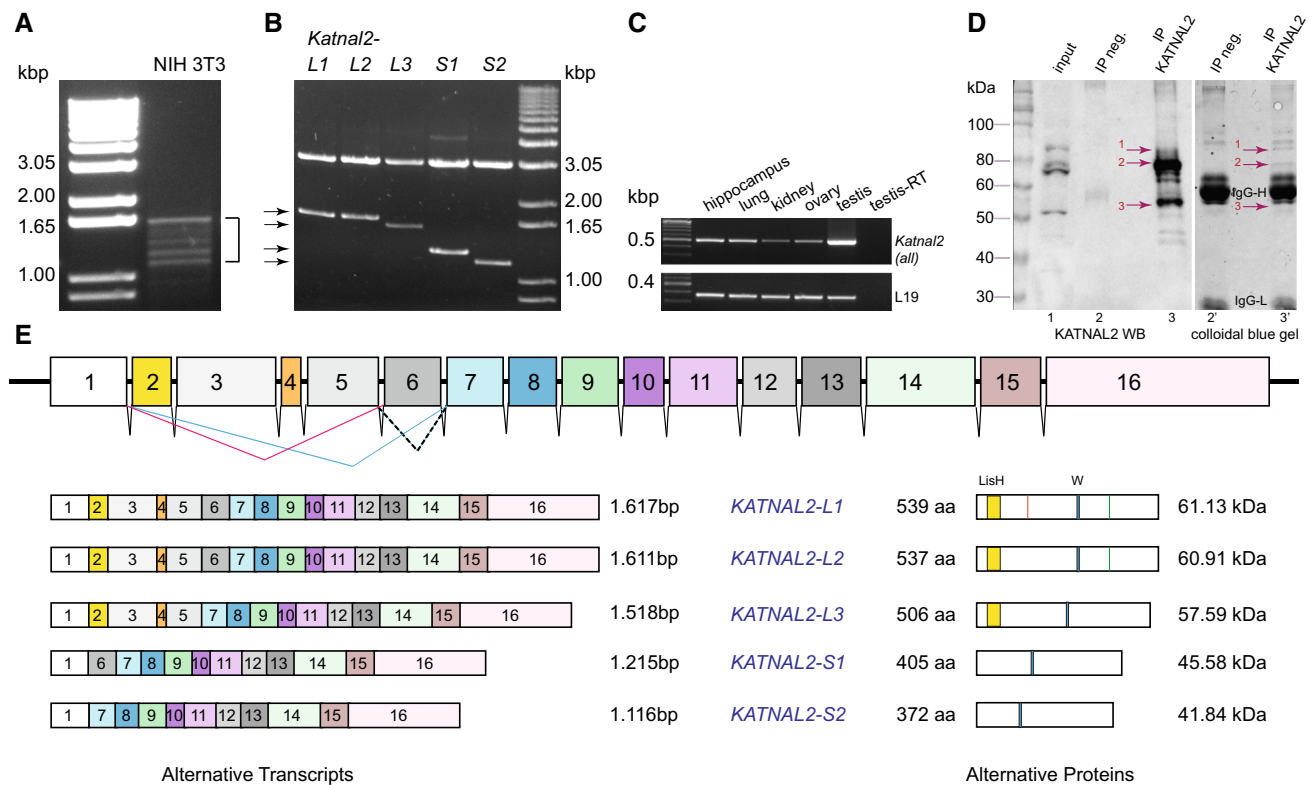 A
kbp
NIH 3T3
3.05
2.00
1.65
1.00
B
Katnal2-
L1 L2 L3 S1 S2
kbp
3.05
2.00
1.65
1.00
C
kbp
hippocampus
lung
kidney
ovary
testis
testis-RT
0.5
Katnal2
(all)
0.4
L19
D
kDa
input
IP neg.
IP
KATNAL2
IP neg.
IP
KATNAL2
100
80
60
50
40
30
1
2
3
1
2
3
IgG-H
IgG-L
1 2 3 2' 3'
KATNAL2 WB colloidal blue gel
E
1 2 3 4 5 6 7 8 9 10 11 12 13 14 15 16
LisH W
1 2 3 4 5 6 7 8 9 10 11 12 13 14 15 16 1.617bp KATNAL2-L1 539 aa 61.13 kDa
1 2 3 4 5 6 7 8 9 10 11 12 13 14 15 16 1.611bp KATNAL2-L2 537 aa 60.91 kDa
1 2 3 4 5 7 8 9 10 11 12 13 14 15 16 1.518bp KATNAL2-L3 506 aa 57.59 kDa
1 6 7 8 9 10 11 12 13 14 15 16 1.215bp KATNAL2-S1 405 aa 45.58 kDa
1 7 8 9 10 11 12 13 14 15 16 1.116bp KATNAL2-S2 372 aa 41.84 kDa
Alternative Transcripts Alternative Proteins